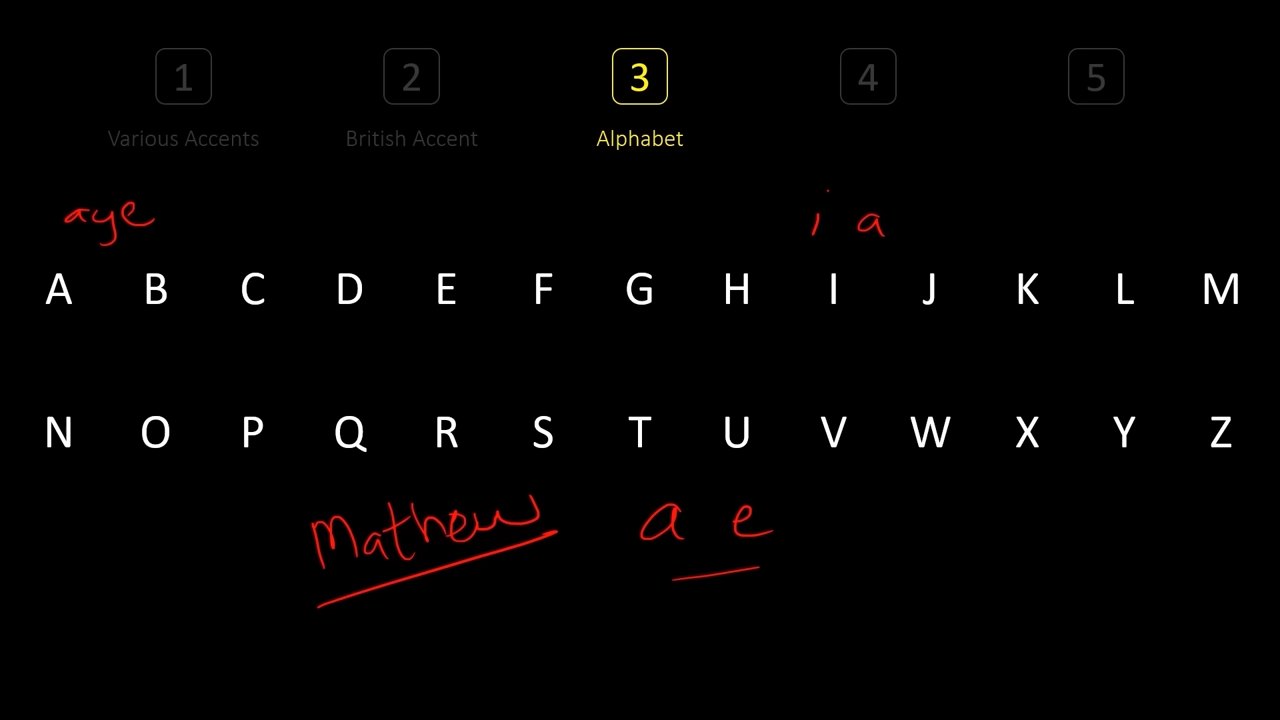 1 2 3 4 5
Various Accents British Accent Alphabet
aye i a
A B C D E F G H I J K L M
N O P Q R S T U V W X Y Z
Mathew a e